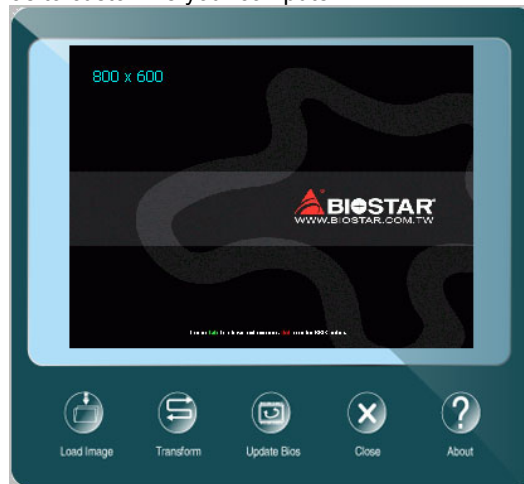 800 x 600
BIOSTAR
WWW.BIOSTAR.COM.TW
Load Image
Transform
Update Bios
Close
About